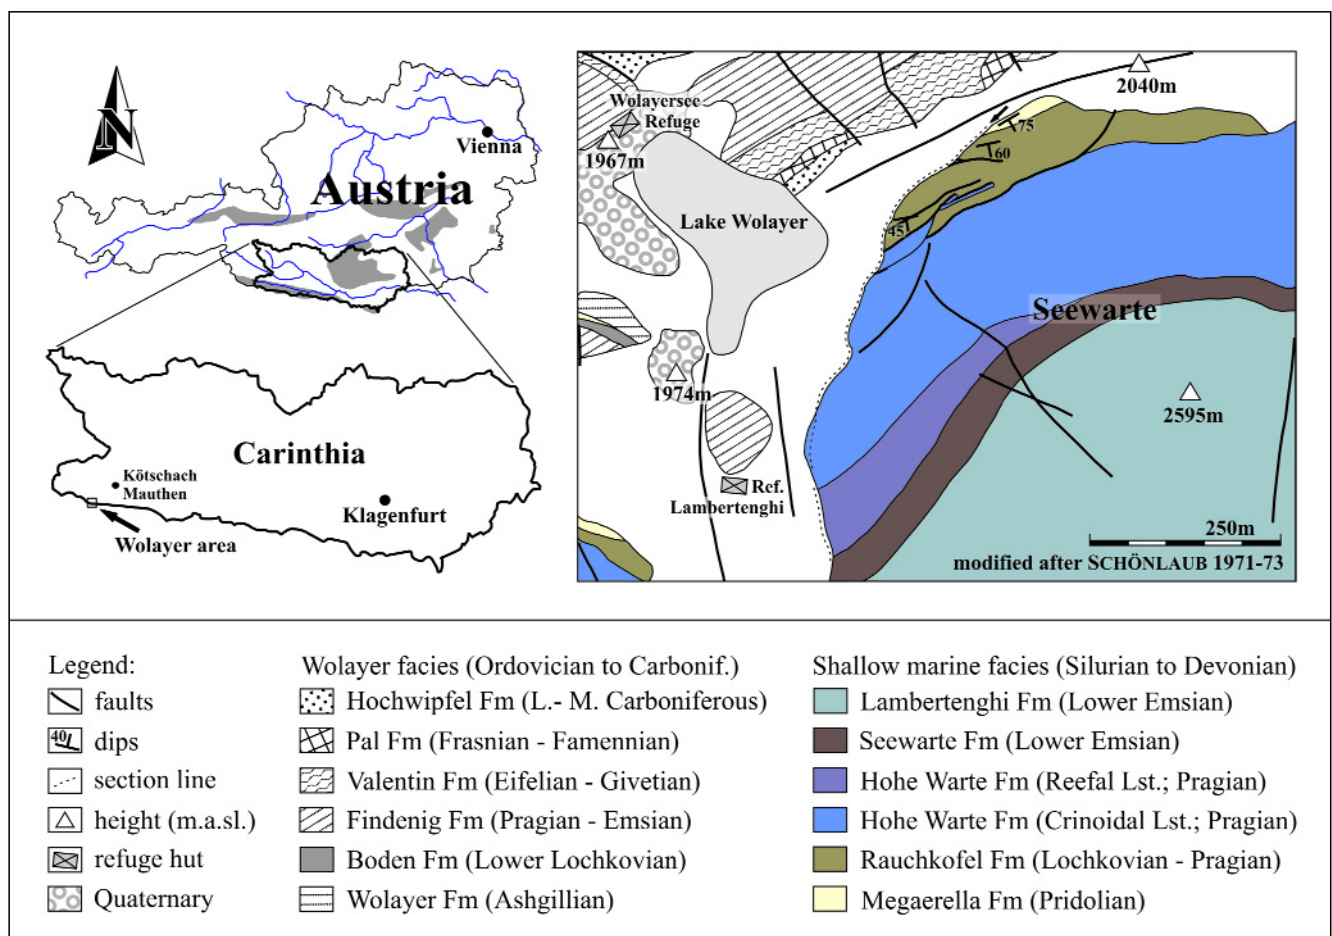 N
Vienna
Austria
Carinthia
Kötschach
Mauthen
Klagenfurt
Wolayer area
Wolayersee
Refuge
1967m
Lake Wolayer
2040m
75
60
45
Seewarte
1974m
2595m
Ref.
Lambertenghi
250m
modified after SCHÖNLAUB 1971-73
Legend:
faults
40
dips
section line
height (m.a.sl.)
refuge hut
Quaternary
Wolayer facies (Ordovician to Carbonif.)
Hochwipfel Fm (L.- M. Carboniferous)
Pal Fm (Frasnian - Famennian)
Valentin Fm (Eifelian - Givetian)
Findenig Fm (Pragian - Emsian)
Boden Fm (Lower Lochkovian)
Wolayer Fm (Ashgillian)
Shallow marine facies (Silurian to Devonian)
Lambertenghi Fm (Lower Emsian)
Seewarte Fm (Lower Emsian)
Hohe Warte Fm (Reefal Lst.; Pragian)
Hohe Warte Fm (Crinoidal Lst.; Pragian)
Rauchkofel Fm (Lochkovian - Pragian)
Megaerella Fm (Pridolian)